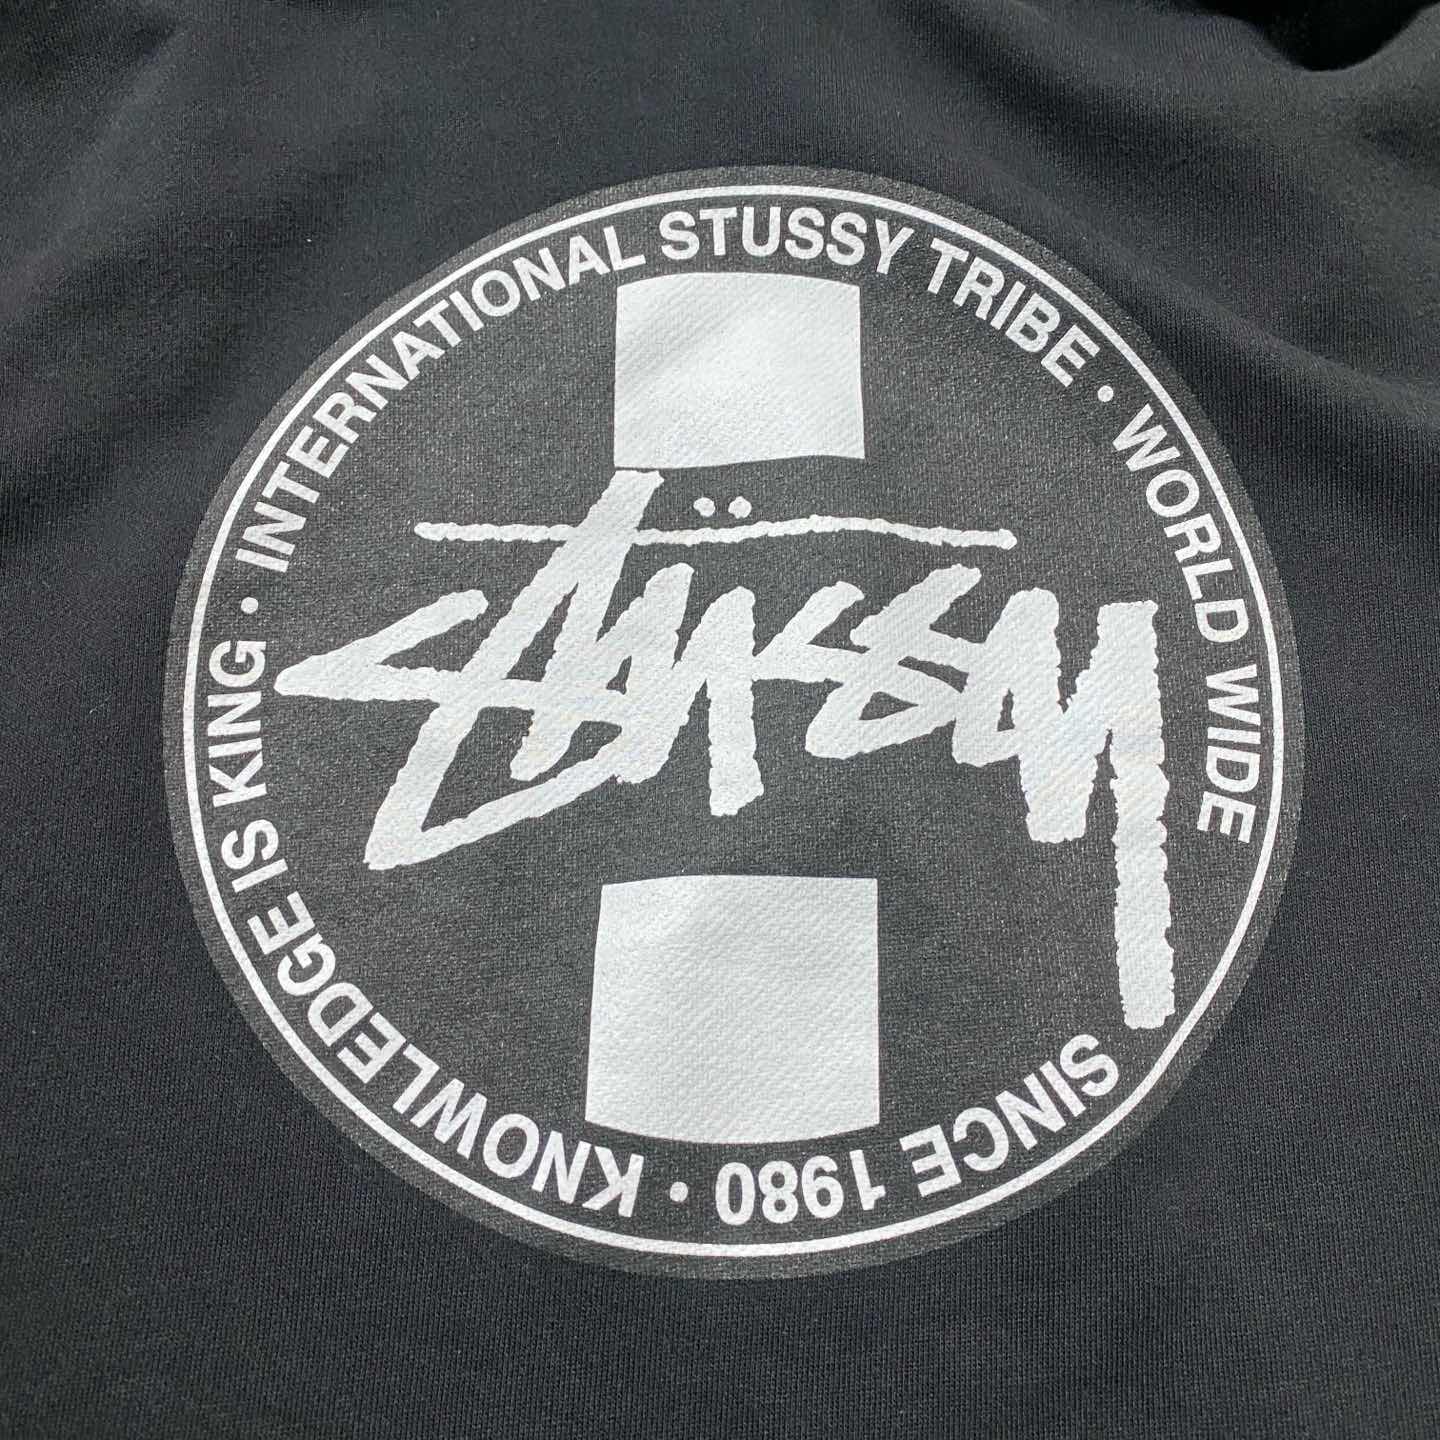 INTERNATIONAL STUSSY TRIBE · WORLD WIDE
Stüssy
SINCE 1980 · KNOWLEDGE IS KING ·